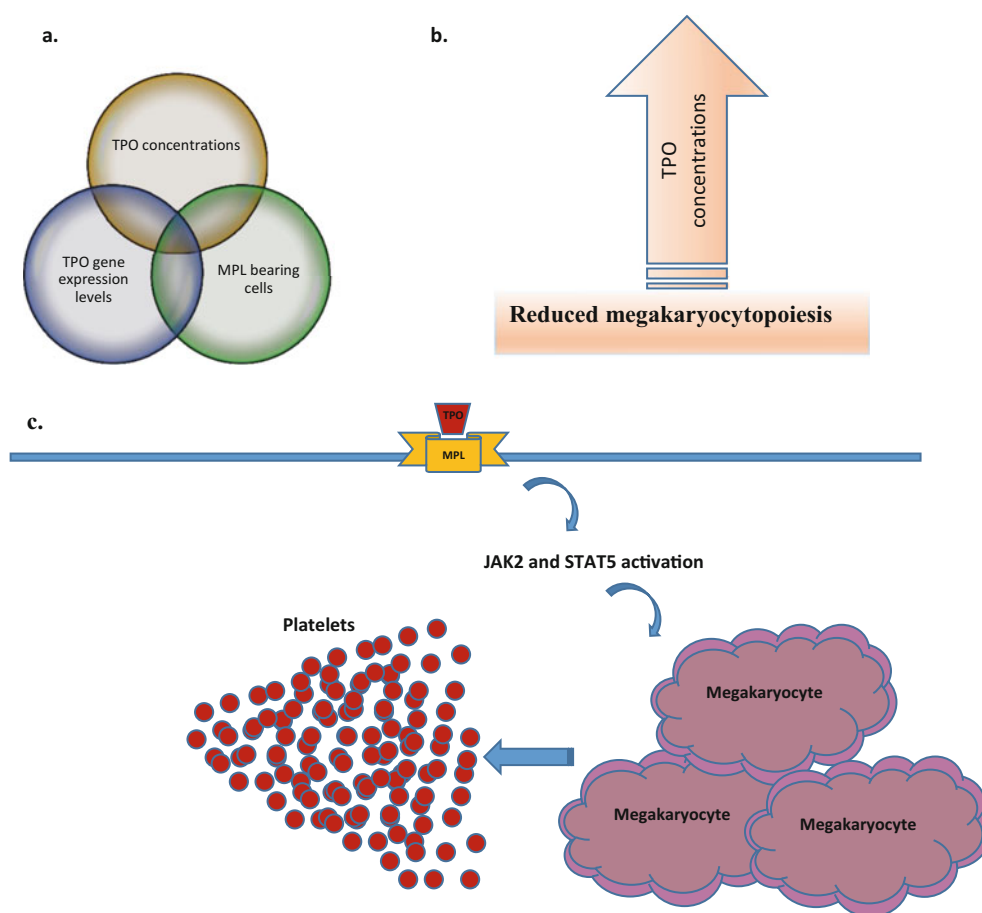 a.
TPO concentrations
TPO gene
expression
levels
MPL bearing
cells
b.
TPO
concentrations
Reduced megakaryocytopoiesis
c.
TPO
MPL
JAK2 and STAT5 activation
Platelets
Megakaryocyte
Megakaryocyte
Megakaryocyte